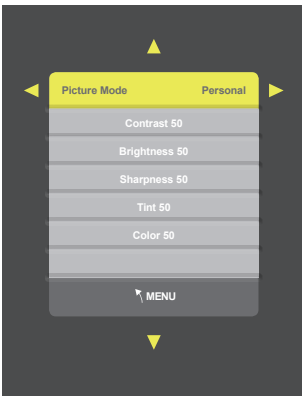 Picture Mode Personal
Contrast 50
Brightness 50
Sharpness 50
Tint 50
Color 50
MENU